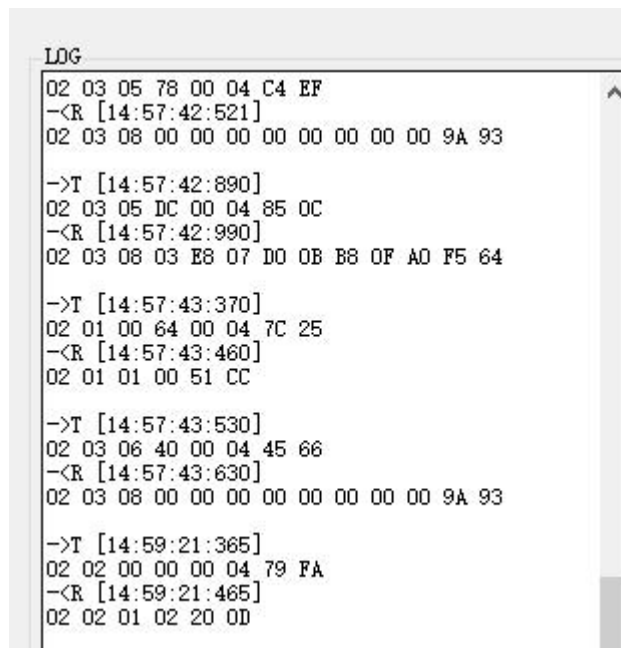 LOG
02 03 05 78 00 04 C4 EF
-<R [14:57:42:521]
02 03 08 00 00 00 00 00 00 00 00 9A 93
->T [14:57:42:890]
02 03 05 DC 00 04 85 0C
-<R [14:57:42:990]
02 03 08 03 E8 07 D0 0B B8 0F A0 F5 64
->T [14:57:43:370]
02 01 00 64 00 04 7C 25
-<R [14:57:43:460]
02 01 01 00 51 CC
->T [14:57:43:530]
02 03 06 40 00 04 45 66
-<R [14:57:43:630]
02 03 08 00 00 00 00 00 00 00 00 9A 93
->T [14:59:21:365]
02 02 00 00 00 04 79 FA
-<R [14:59:21:465]
02 02 01 02 20 0D